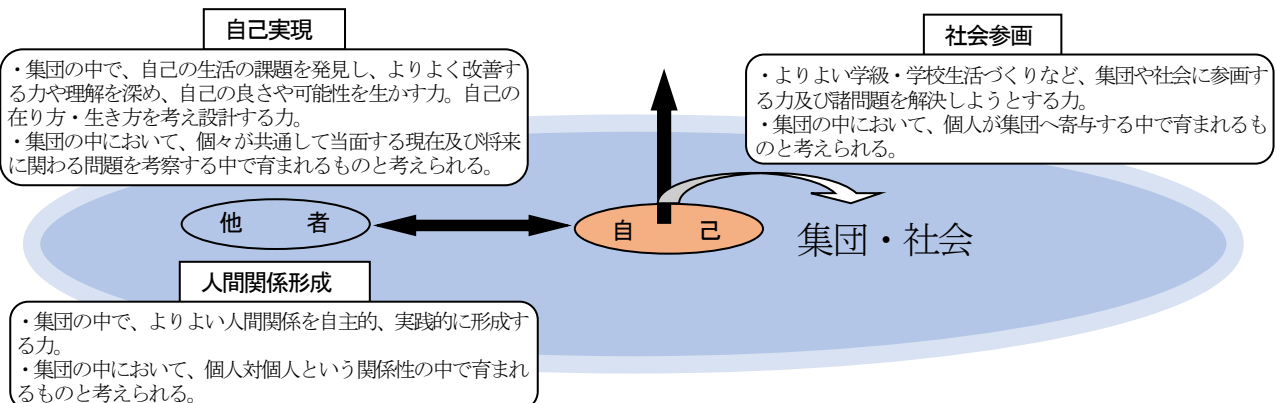 自己実現
・集団の中で、自己の生活の課題を発見し、よりよく改善す
る力や理解を深め、自己の良さや可能性を生かす力。自己の
在り方・生き方を考え設計する力。
・集団の中において、個々が共通して当面する現在及び将来
に関わる問題を考察する中で育まれるものと考えられる。
社会参画
・よりよい学級・学校生活づくりなど、集団や社会に参画す
る力及び諸問題を解決しようとする力。
・集団の中において、個人が集団へ寄与する中で育まれるも
のと考えられる。
他 者
自 己
集団・社会
人間関係形成
・集団の中で、よりよい人間関係を自主的、実践的に形成す
る力。
・集団の中において、個人対個人という関係性の中で育まれ
るものと考えられる。